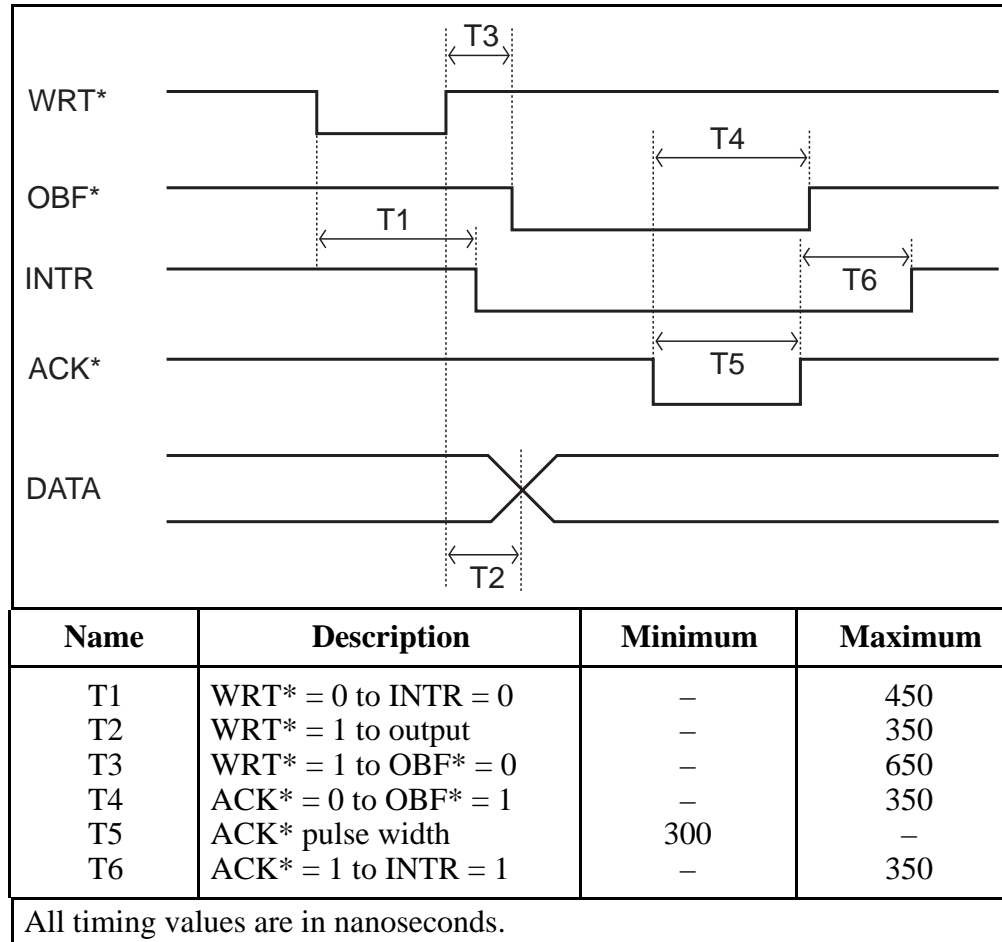 T3
WRT*
T4
OBF*
T1
INTR
T6
ACK*
T5
DATA
T2
Name Description Minimum Maximum
T1 WRT* = 0 to INTR = 0 – 450
T2 WRT* = 1 to output – 350
T3 WRT* = 1 to OBF* = 0 – 650
T4 ACK* = 0 to OBF* = 1 – 350
T5 ACK* pulse width 300 –
T6 ACK* = 1 to INTR = 1 – 350
All timing values are in nanoseconds.